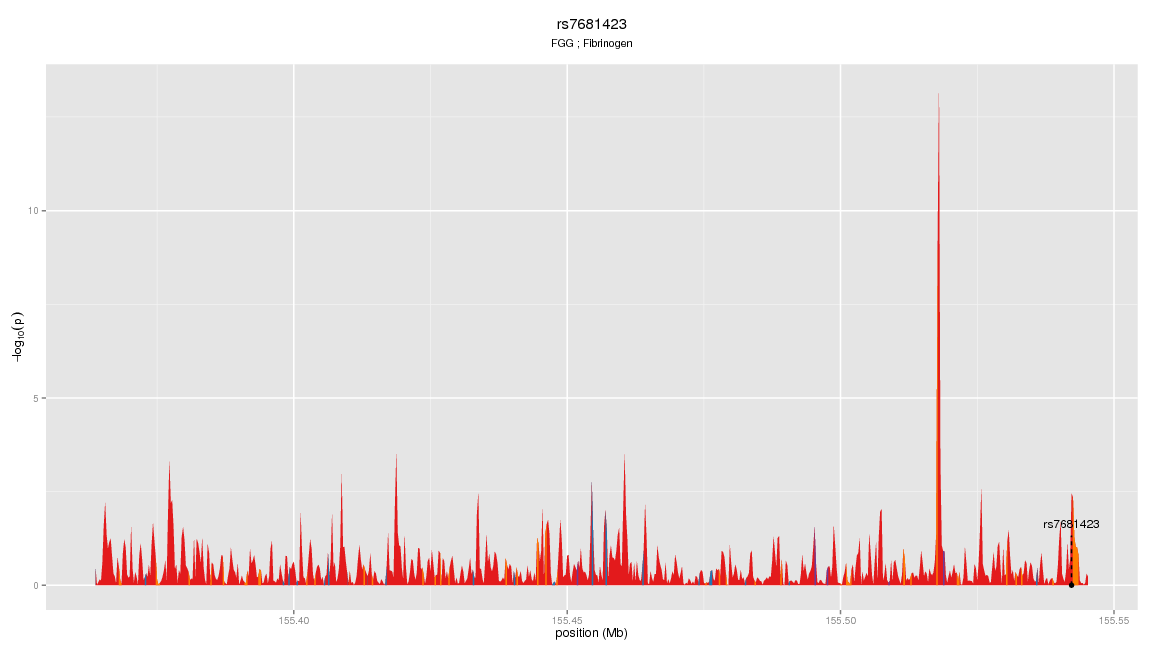 rs7681423
FGG ; Fibrinogen
10
5
0
−log10(p)
rs7681423
155.40
155.45
155.50
155.55
position (Mb)